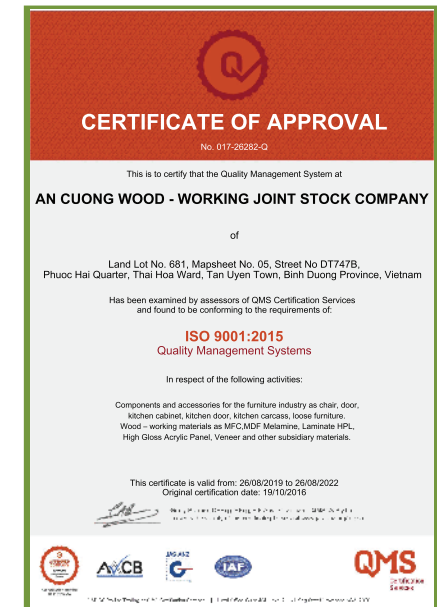 Q
CERTIFICATE OF APPROVAL
No. 017-26282-Q
This is to certify that the Quality Management System at
AN CUONG WOOD - WORKING JOINT STOCK COMPANY
of
Land Lot No. 681, Mapsheet No. 05, Street No DT747B,
Phuoc Hai Quarter, Thai Hoa Ward, Tan Uyen Town, Binh Duong Province, Vietnam
Has been examined by assessors of QMS Certification Services
and found to be conforming to the requirements of:
ISO 9001:2015
Quality Management Systems
In respect of the following activities:
Components and accessories for the furniture industry as chair, door,
kitchen cabinet, kitchen door, kitchen carcass, loose furniture.
Wood – working materials as MFC,MDF Melamine, Laminate HPL,
High Gloss Acrylic Panel, Veneer and other subsidiary materials.
This certificate is valid from: 26/08/2019 to 26/08/2022
Original certification date: 19/10/2016
JAS-ANZ
IAF
QMS
Certification
Services